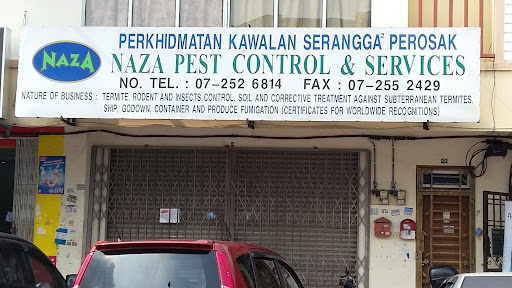 PERKHIDMATAN KAWALAN SERANGGA² PEROSAK
NAZA
NAZA PEST CONTROL & SERVICES
NO. TEL. : 07-252 6814 FAX : 07-255 2429
NATURE OF BUSINESS : TERMITE, RODENT AND INSECTS CONTROL, SOIL AND CORRECTIVE TREATMENT AGAINST SUBTERRANEAN TERMITES,
SHIP, GODOWN, CONTAINER AND PRODUCE FUMIGATION (CERTIFICATES FOR WORLDWIDE RECOGNITIONS)
NAZA